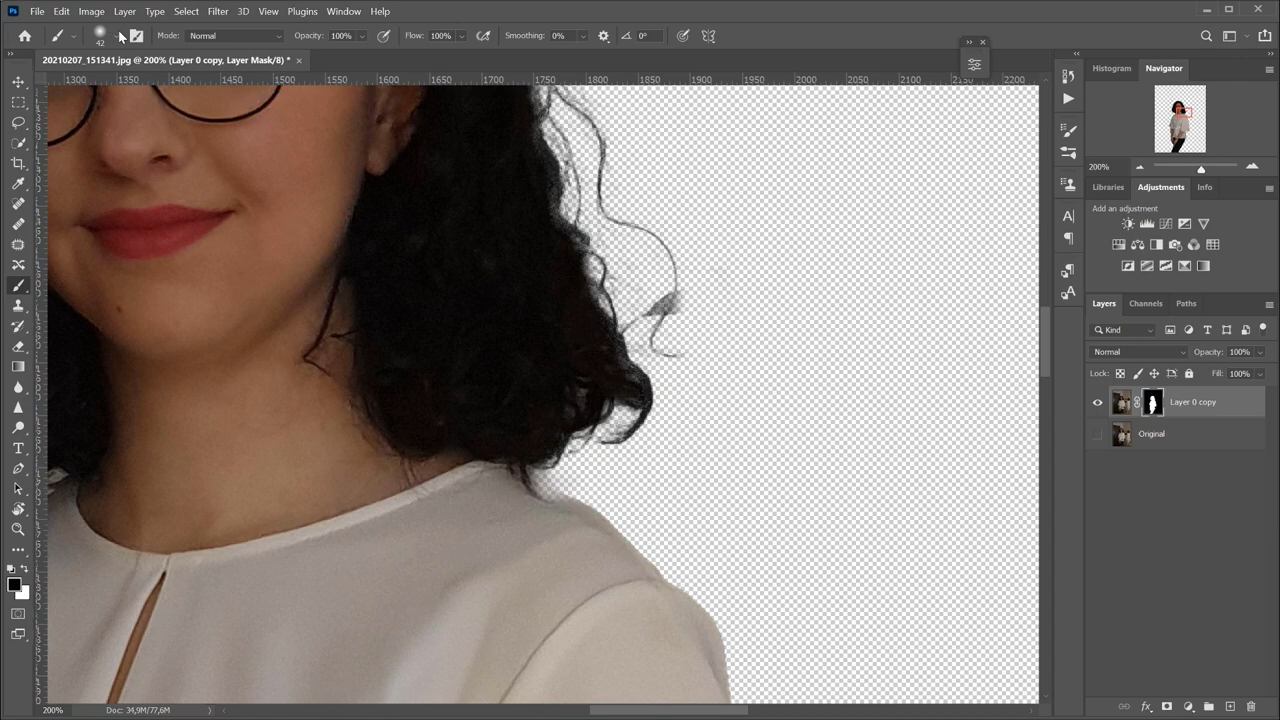 Ps File Edit Image Layer Type Select Filter 3D View Plugins Window Help
42 Mode: Normal Opacity: 100% Flow: 100% Smoothing: 0% 0°
20210207_151341.jpg @ 200% (Layer 0 copy, Layer Mask/8) *
1300 1350 1400 1450 1500 1550 1600 1650 1700 1750 1800 1850 1900 1950 2000 2050 2100 2150 2200
Histogram Navigator
200%
Libraries Adjustments Info
Add an adjustment
Layers Channels Paths
Kind
Normal Opacity: 100%
Lock: Fill: 100%
Layer 0 copy
Original
200% Doc: 34,9M/77,6M